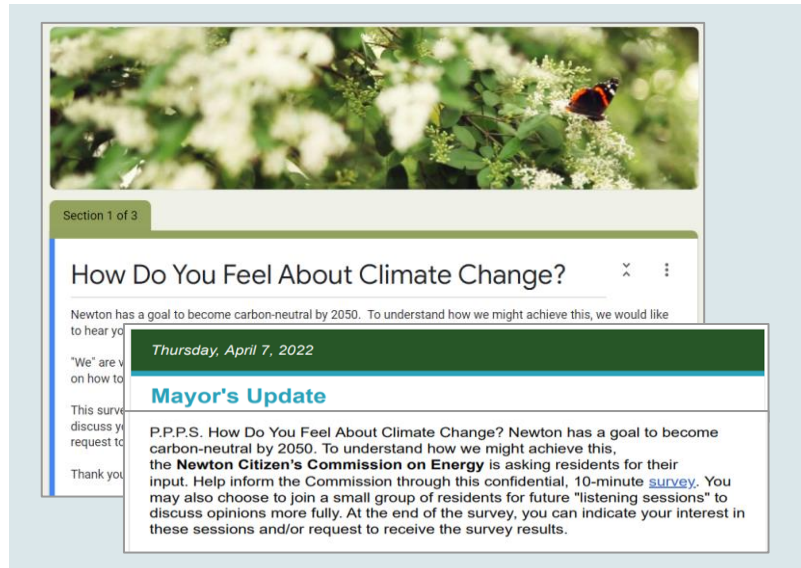 Section 1 of 3
How Do You Feel About Climate Change?
Newton has a goal to become carbon-neutral by 2050.  To understand how we might achieve this, we would like
to hear yo
"We" are v
on how to
This surve
discuss yo
request to
Thank you
Thursday, April 7, 2022
Mayor's Update
P.P.P.S. How Do You Feel About Climate Change? Newton has a goal to become
carbon-neutral by 2050. To understand how we might achieve this,
the Newton Citizen's Commission on Energy is asking residents for their
input. Help inform the Commission through this confidential, 10-minute survey. You
may also choose to join a small group of residents for future "listening sessions" to
discuss opinions more fully. At the end of the survey, you can indicate your interest in
these sessions and/or request to receive the survey results.